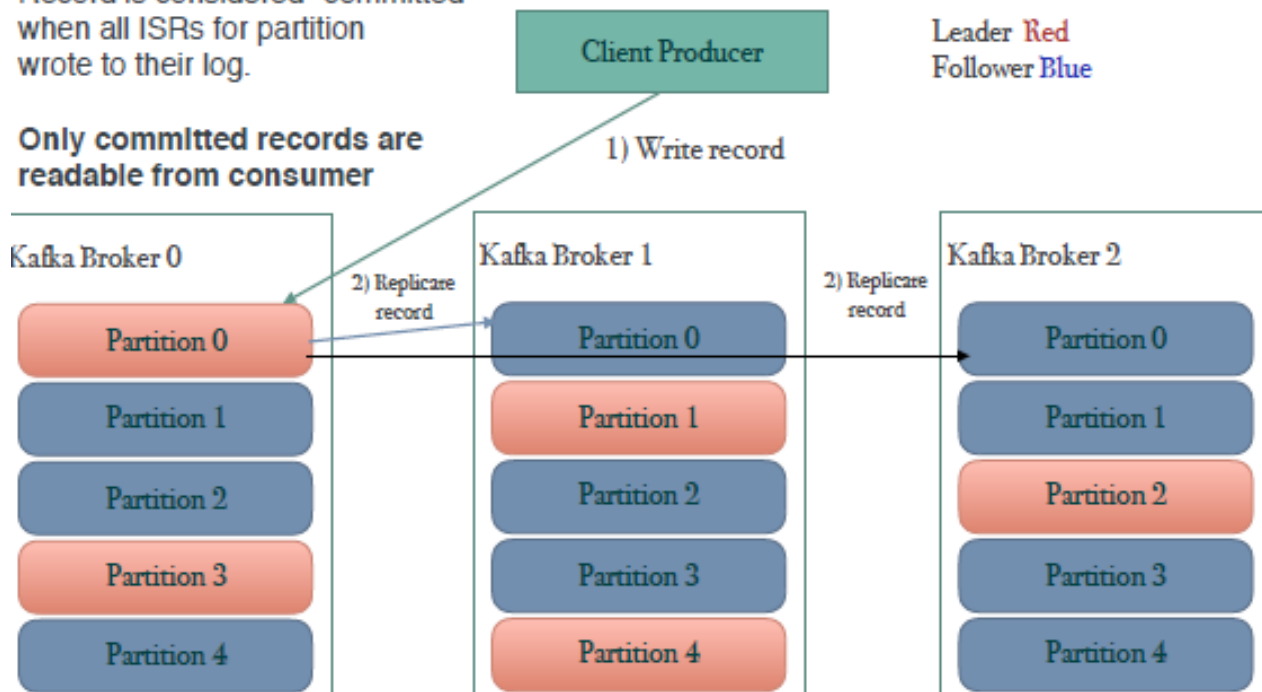 when all ISRs for partition
wrote to their log.
Only committed records are
readable from consumer
Client Producer
Leader Red
Follower Blue
1) Write record
Kafka Broker 0
Partition 0
Partition 1
Partition 2
Partition 3
Partition 4
2) Replicare
record
Kafka Broker 1
Partition 0
Partition 1
Partition 2
Partition 3
Partition 4
2) Replicare
record
Kafka Broker 2
Partition 0
Partition 1
Partition 2
Partition 3
Partition 4